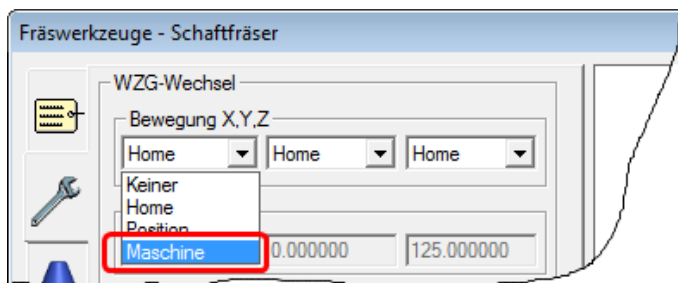 Fräswerkzeuge - Schaftfräser
WZG-Wechsel
Bewegung X,Y,Z
Home Home Home
Keiner
Home
Position
Maschine 0.000000 125.000000